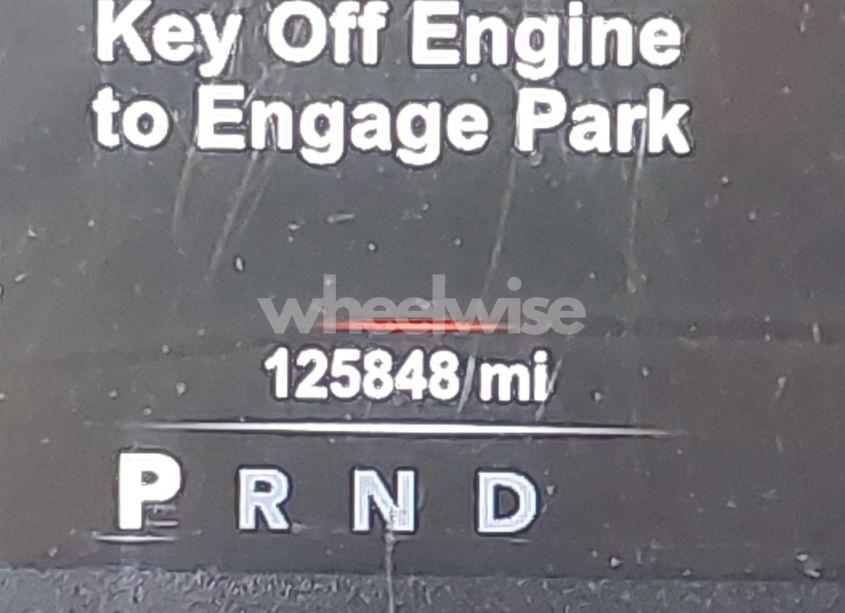 Key Off Engine
to Engage Park
wheelwise
125848 mi
P R N D